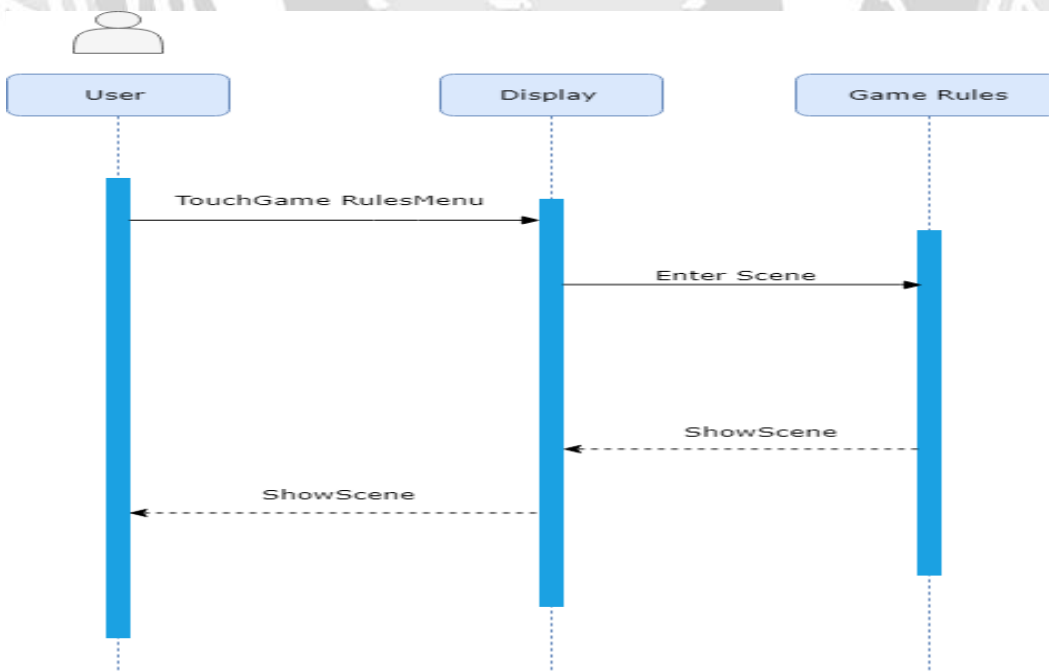 User
Display
Game Rules
TouchGame RulesMenu
Enter Scene
ShowScene
ShowScene